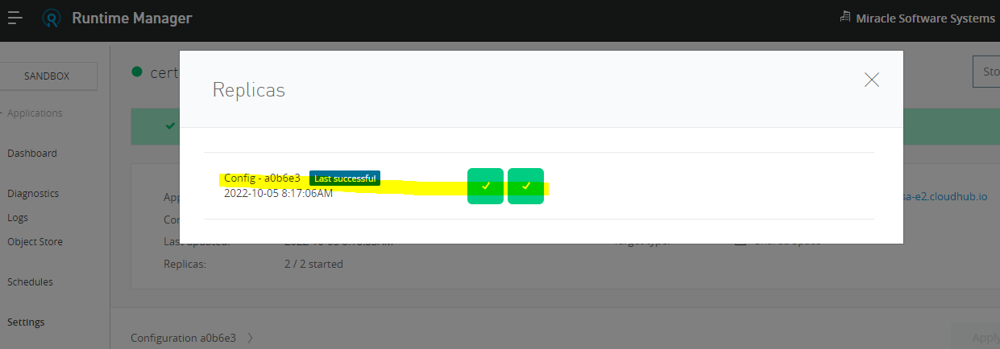 Runtime Manager
Miracle Software Systems
SANDBOX
cert
Sto
Replicas
Applications
Dashboard
Config - a0b6e3 Last successful
2022-10-05 8:17:06AM
Diagnostics
Logs
Object Store
App
sa-e2.cloudhub.io
Con
Last updated:
Replicas: 2 / 2 started
Schedules
Settings
Configuration a0b6e3
Apply